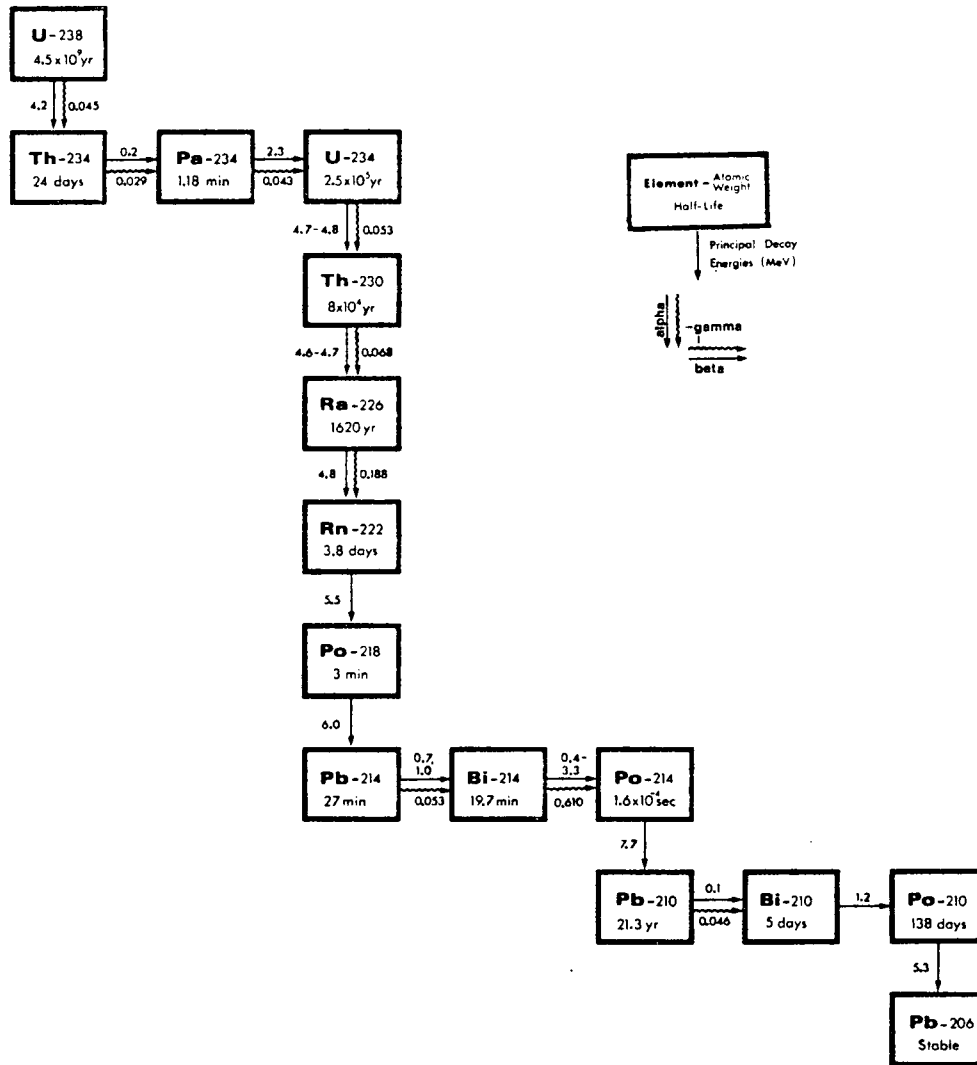 U-238
4.5 x 10⁹ yr
4.2 0.045
Th-234
24 days
0.2
0.029
Pa-234
1.18 min
2.3
0.043
U-234
2.5x10⁵yr
4.7-4.8 0.053
Element - Atomic Weight
Half-Life
Principal Decay
Energies (MeV)
alpha
-gamma
beta
Th-230
8x10⁴yr
4.6-4.7 0.068
Ra-226
1620 yr
4.8 0.188
Rn-222
3.8 days
5.5
Po-218
3 min
6.0
Pb-214
27 min
0.7,
1.0
0.053
Bi-214
19.7 min
0.4-
3.3
0.610
Po-214
1.6x10⁻⁴sec
7.7
Pb-210
21.3 yr
0.1
0.046
Bi-210
5 days
1.2
Po-210
138 days
5.3
Pb-206
Stable